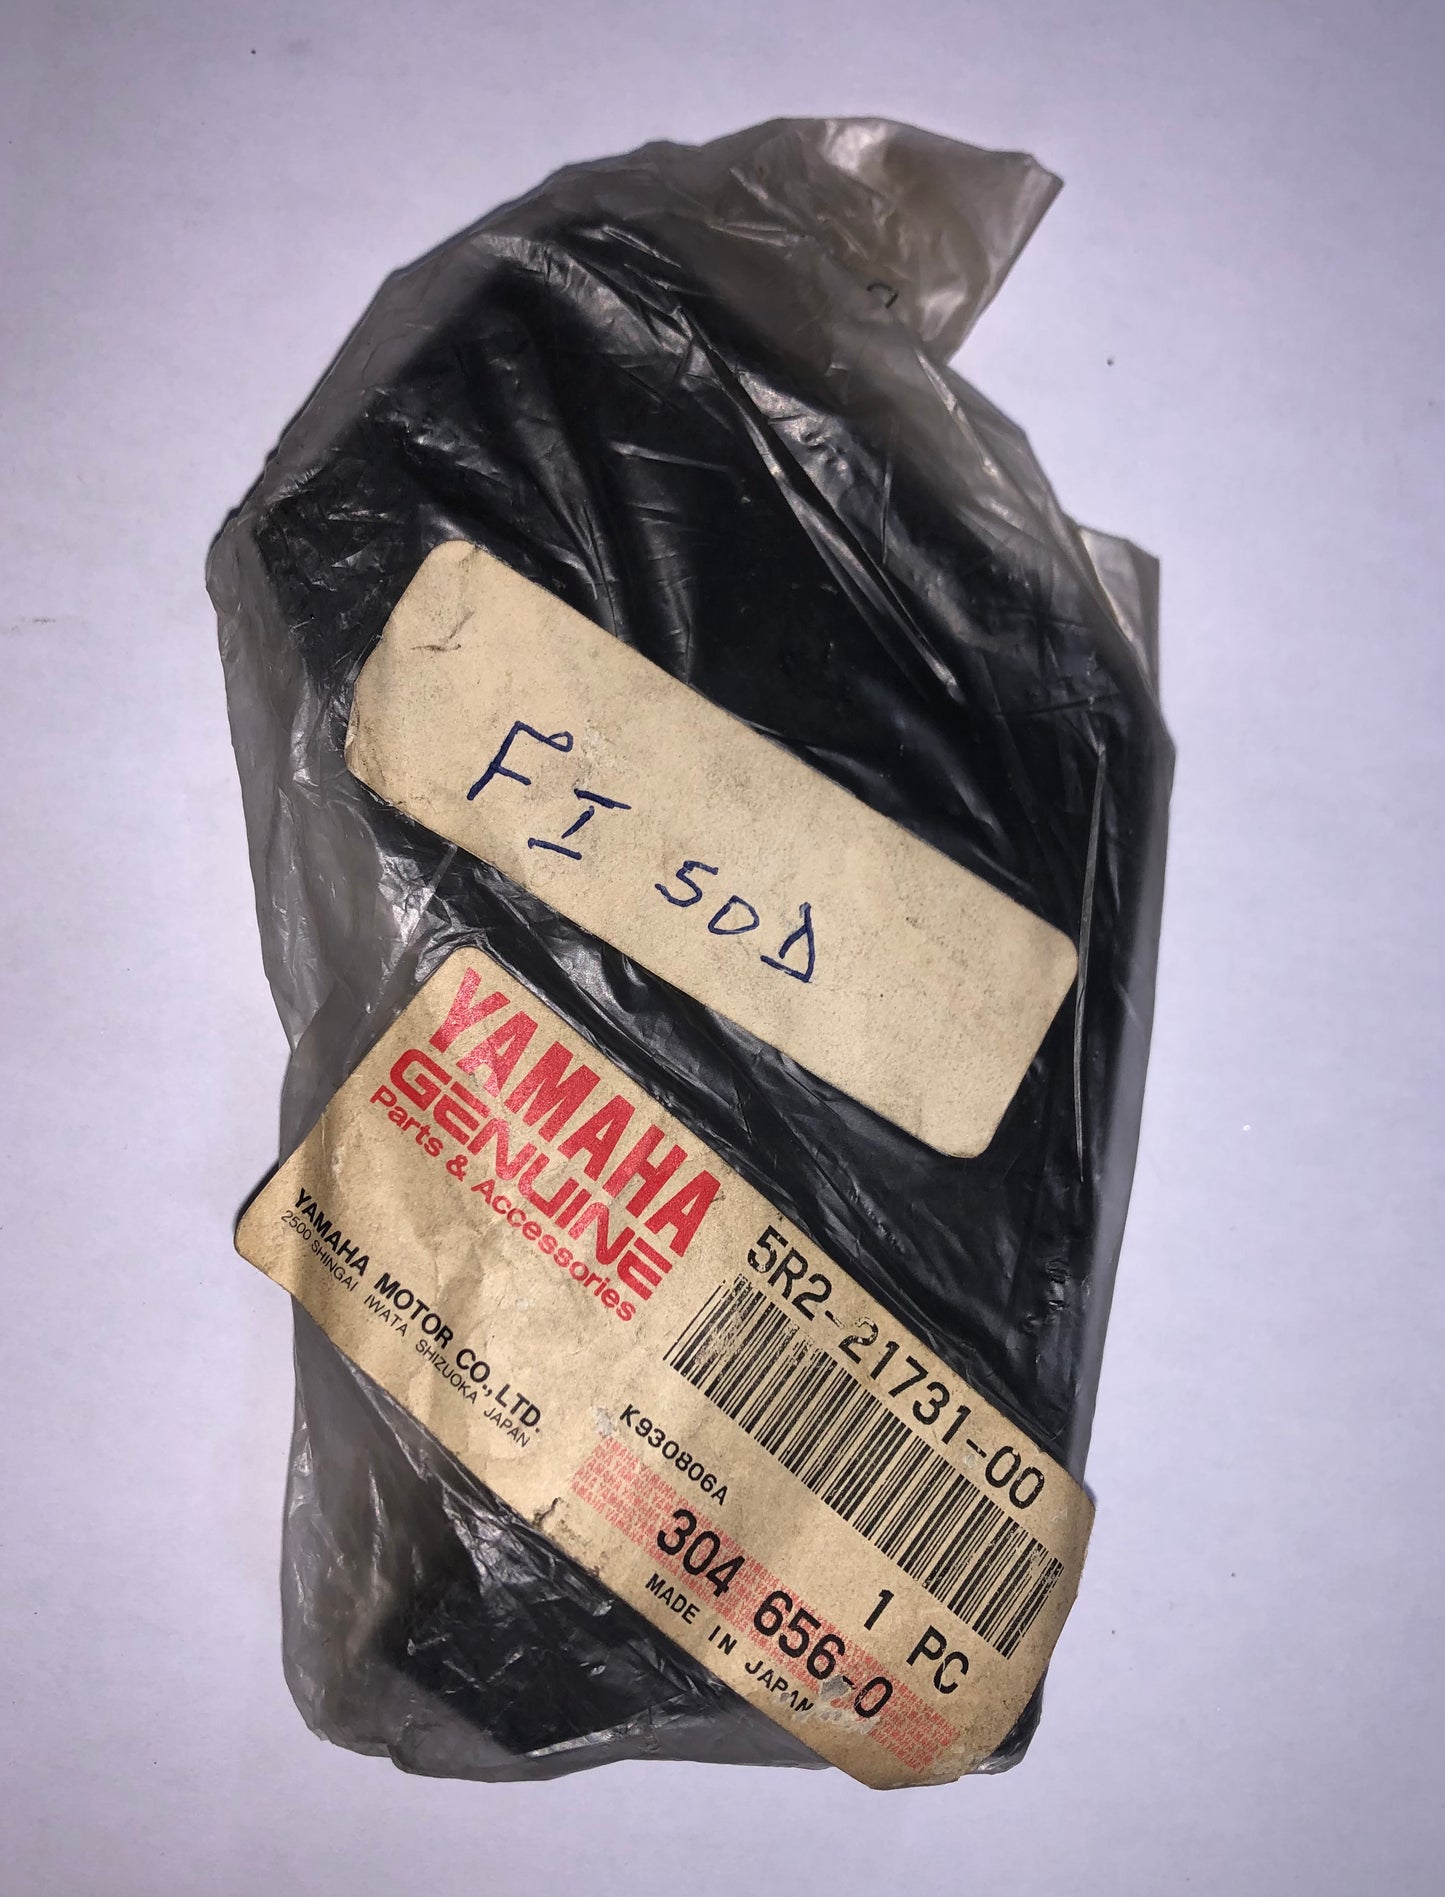 FI 50D
YAMAHA
GENUINE
Parts & Accessories
YAMAHA MOTOR CO., LTD.
2500 SHINGAI IWATA SHIZUOKA JAPAN
5R2-21731-00
K930806A
1 PC
304 656-0
MADE IN JAPAN